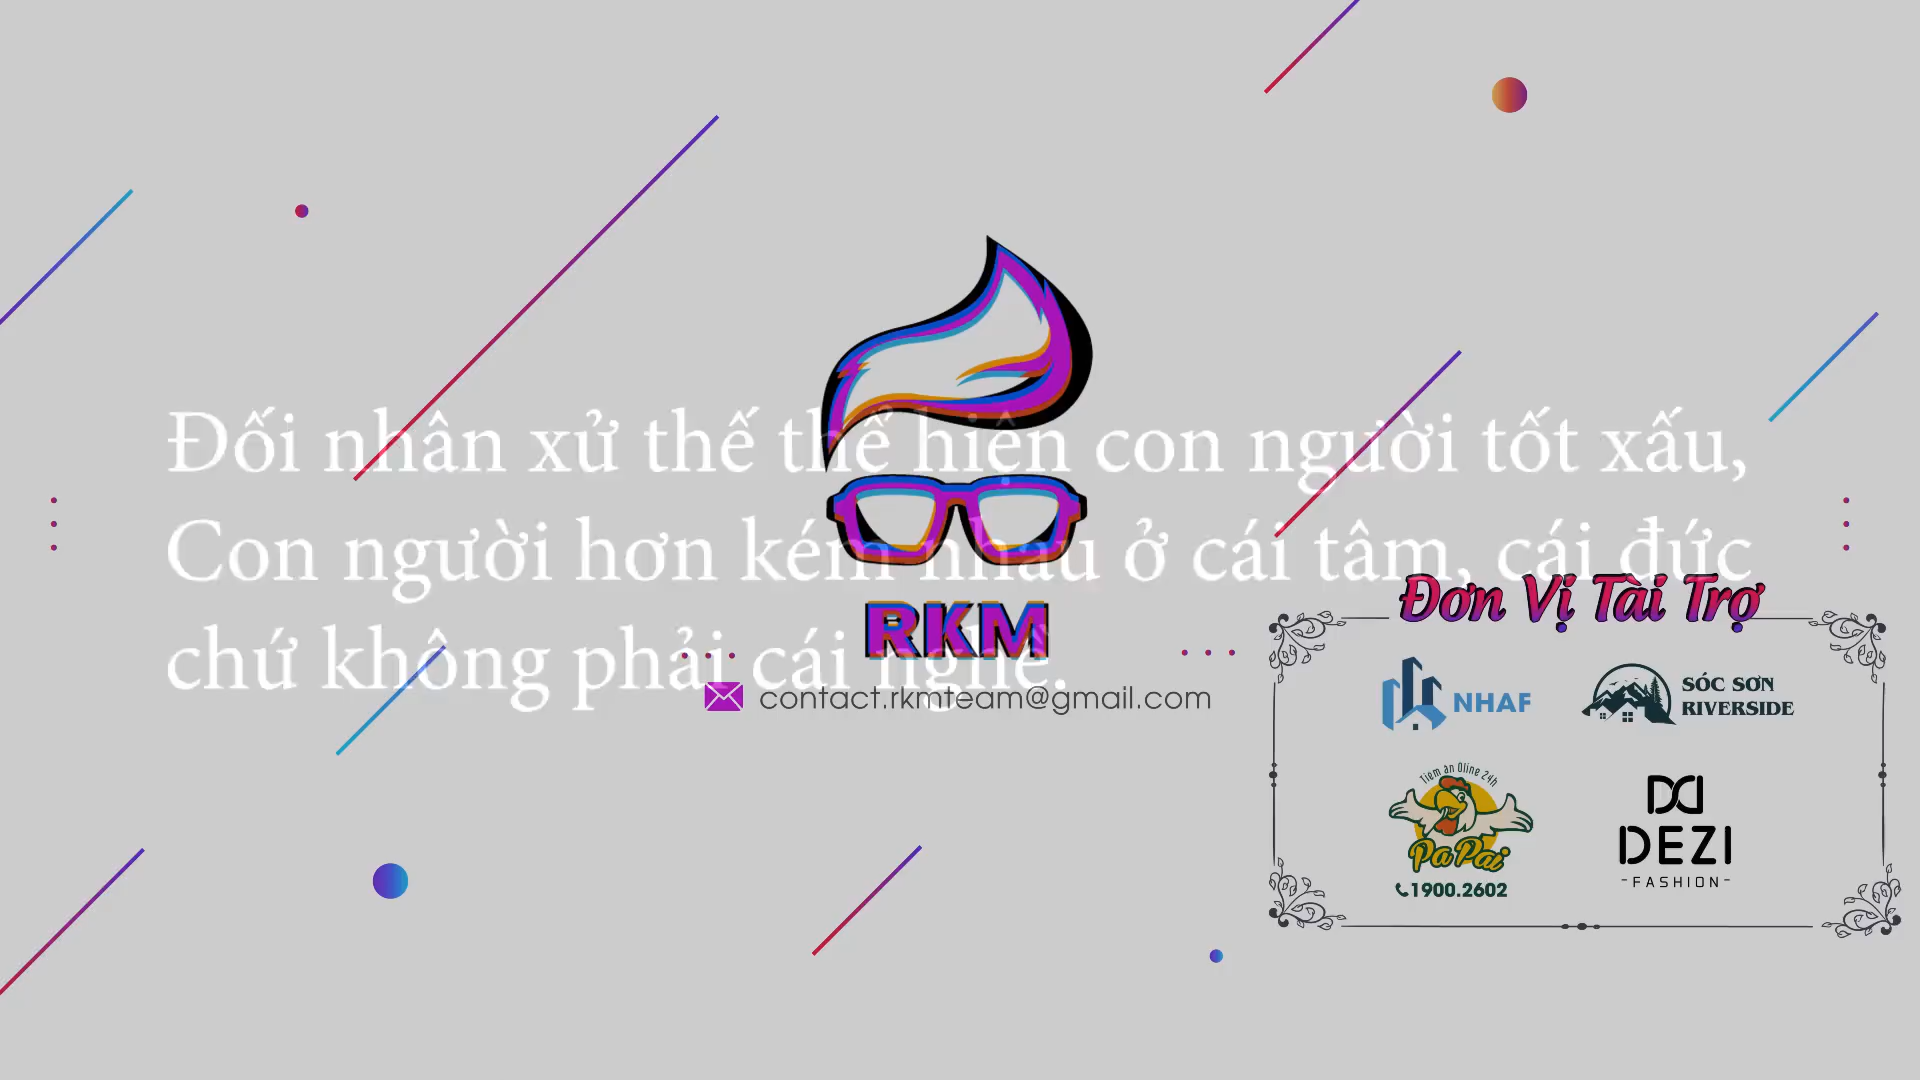 Đối nhân xử thế thể hiện con người tốt xấu,
Con người hơn kém nhau ở cái tâm, cái đức
chứ không phải cái nghề.
RKM
contact.rkmteam@gmail.com
Đơn Vị Tài Trợ
NHAF
SÓC SƠN
RIVERSIDE
Tiệm ăn Oline 24h
Pa Pai
1900.2602
DEZI
-FASHION-